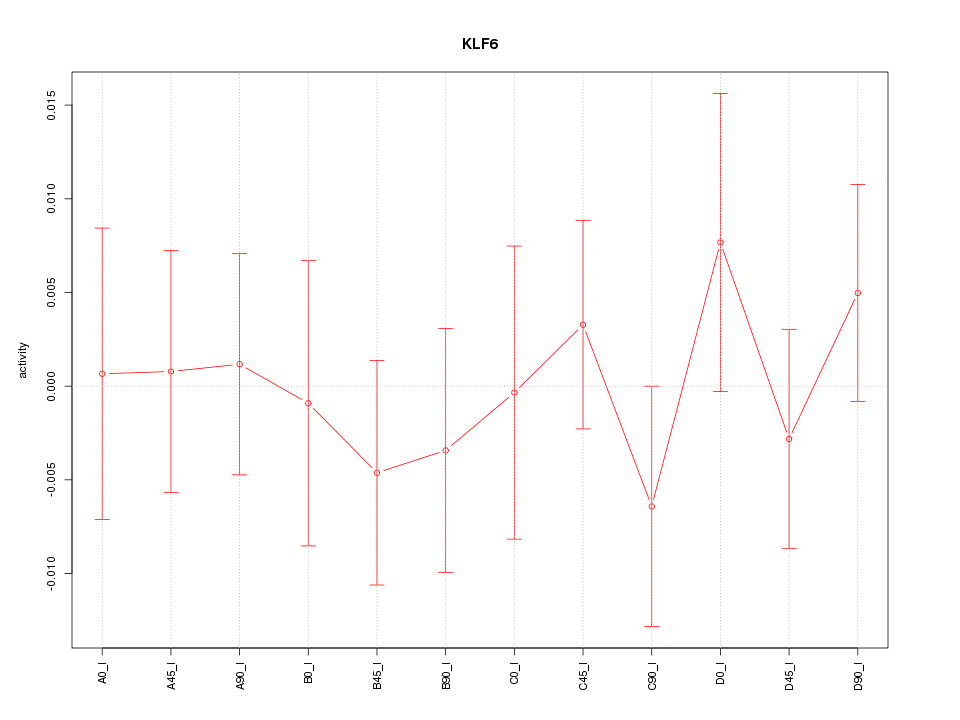 KLF6
activity
0.015
0.010
0.005
0.000
-0.005
-0.010
A0_I
A45_I
A90_I
B0_I
B45_I
B90_I
C0_I
C45_I
C90_I
D0_I
D45_I
D90_I